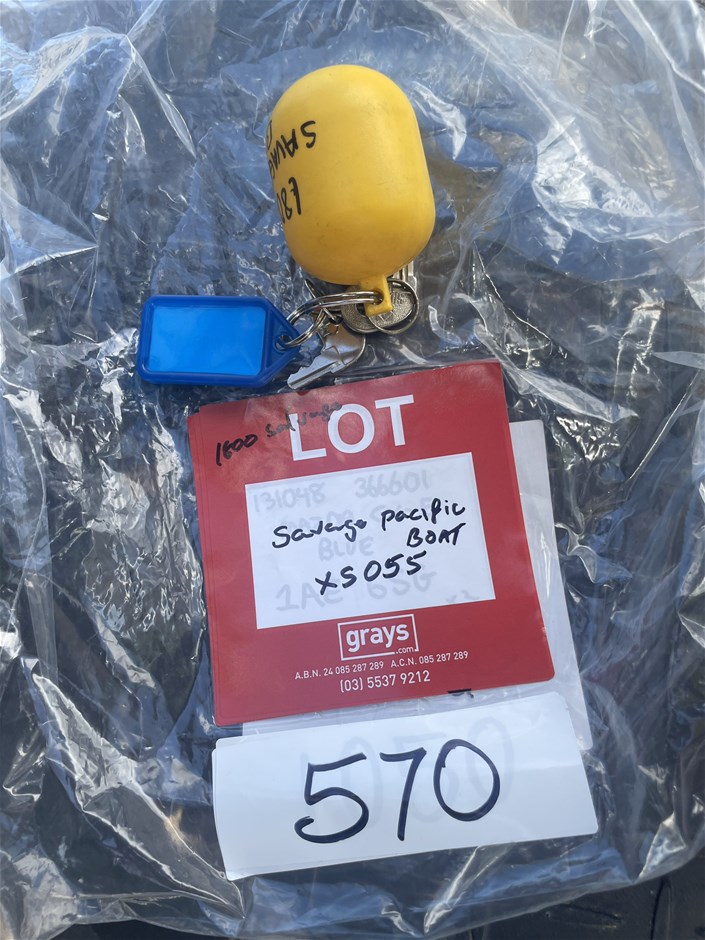 SAVAG
1800 salvage
LOT
131048 366601
Savage pacific
BOAT
BLUE
XS055
grays
.com
A.B.N. 24 085 287 289 A.C.N. 085 287 289
(03) 5537 9212
570